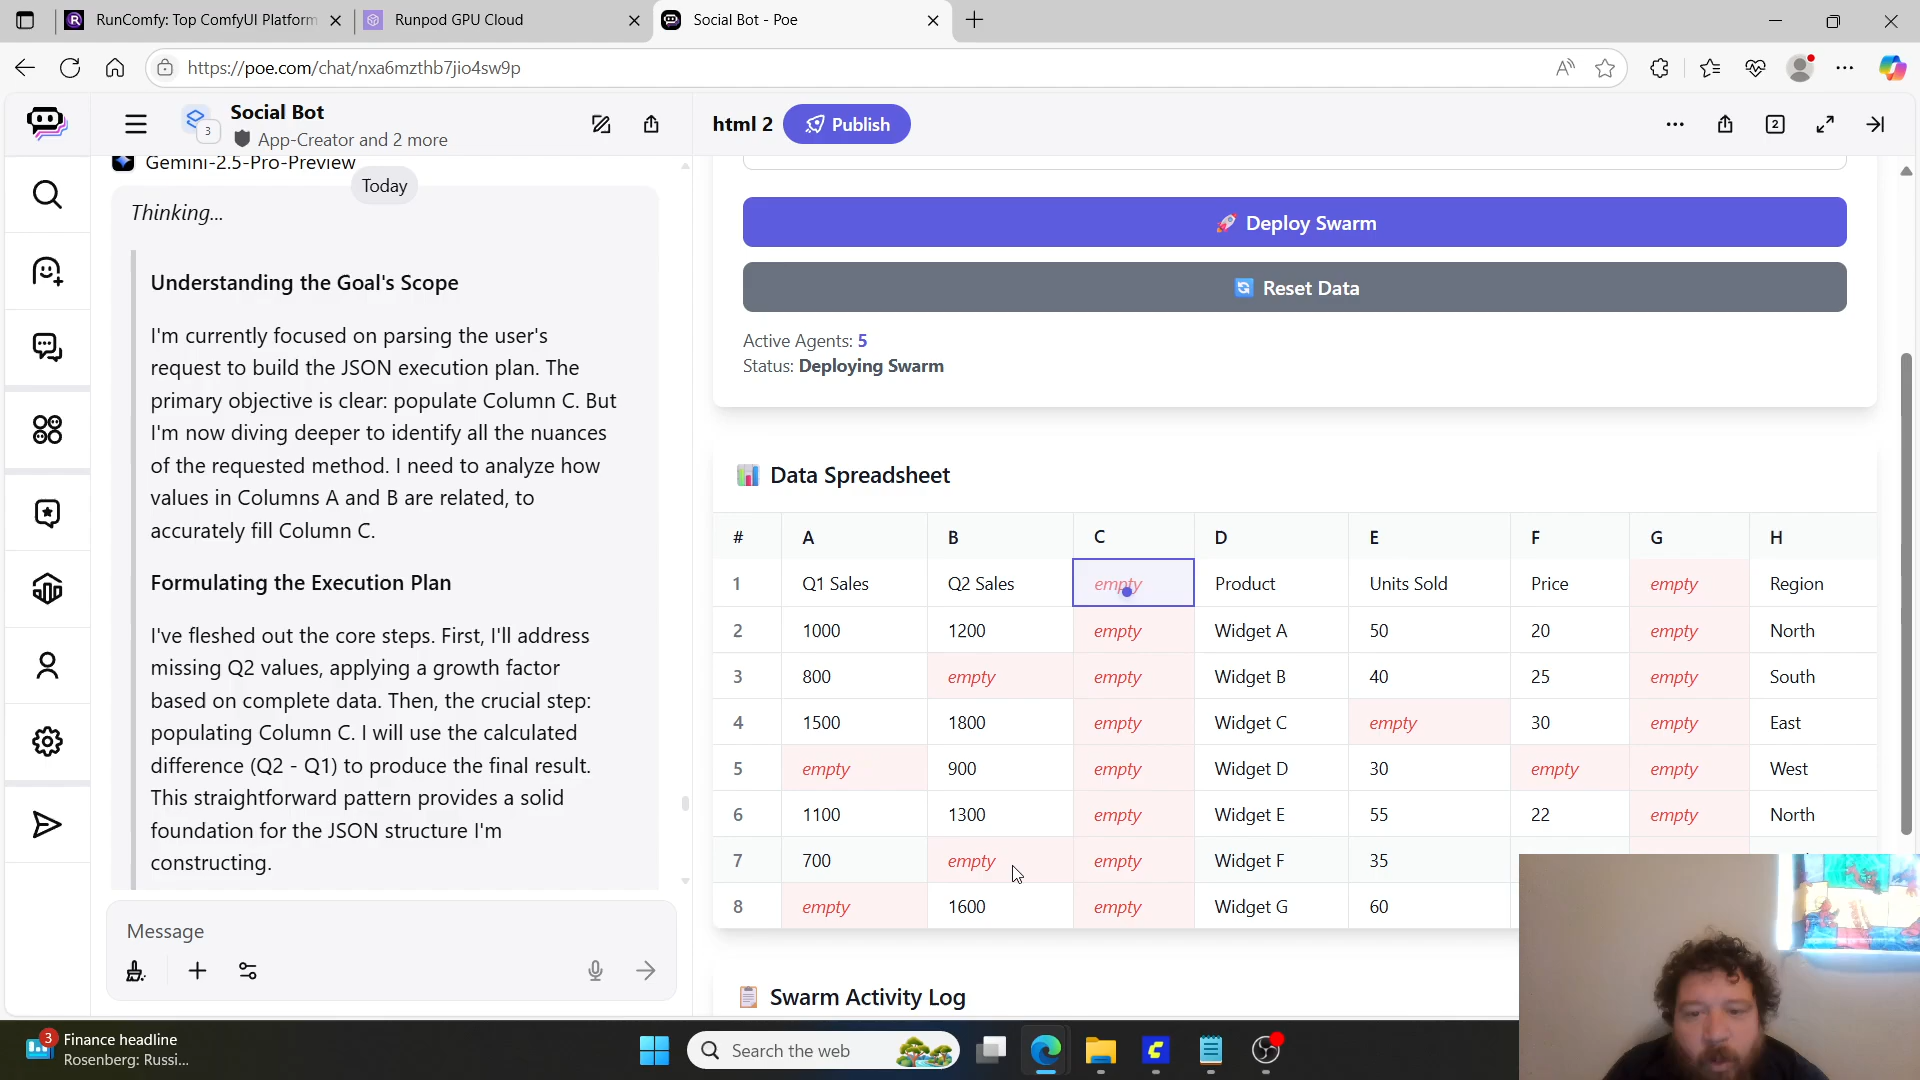 RunComfy: Top ComfyUI Platform
Runpod GPU Cloud
Social Bot - Poe
https://poe.com/chat/nxa6mzthb7jio4sw9p
Social Bot
3
App-Creator and 2 more
html 2
Publish
2
Gemini-2.5-Pro-Preview
Today
Thinking...
Understanding the Goal's Scope
I'm currently focused on parsing the user's
request to build the JSON execution plan. The
primary objective is clear: populate Column C. But
I'm now diving deeper to identify all the nuances
of the requested method. I need to analyze how
values in Columns A and B are related, to
accurately fill Column C.
Formulating the Execution Plan
I've fleshed out the core steps. First, I'll address
missing Q2 values, applying a growth factor
based on complete data. Then, the crucial step:
populating Column C. I will use the calculated
difference (Q2 - Q1) to produce the final result.
This straightforward pattern provides a solid
foundation for the JSON structure I'm
constructing.
Message
🚀 Deploy Swarm
🔄 Reset Data
Active Agents: 5
Status: Deploying Swarm
📊 Data Spreadsheet
# A B C D E F G H
1 Q1 Sales Q2 Sales empty Product Units Sold Price empty Region
2 1000 1200 empty Widget A 50 20 empty North
3 800 empty empty Widget B 40 25 empty South
4 1500 1800 empty Widget C empty 30 empty East
5 empty 900 empty Widget D 30 empty empty West
6 1100 1300 empty Widget E 55 22 empty North
7 700 empty empty Widget F 35
8 empty 1600 empty Widget G 60
📋 Swarm Activity Log
3
Finance headline
Rosenberg: Russi...
Search the web